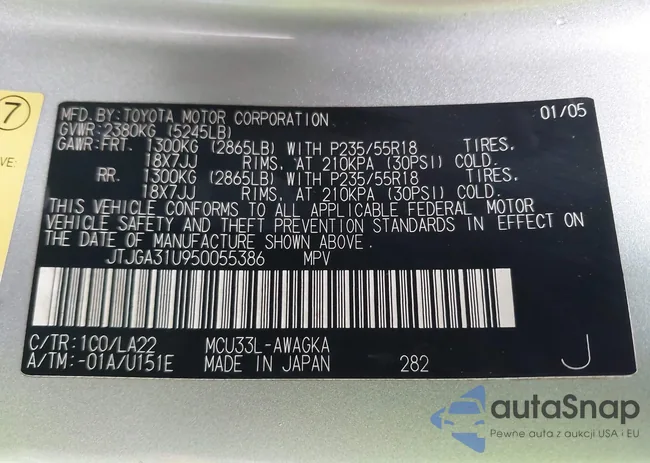 7
VE:
MFD.BY:TOYOTA MOTOR CORPORATION 01/05
GVWR:2380KG (5245LB)
GAWR:FRT. 1300KG (2865LB) WITH P235/55R18 TIRES,
18X7JJ RIMS, AT 210KPA (30PSI) COLD.
RR. 1300KG (2865LB) WITH P235/55R18 TIRES,
18X7JJ RIMS, AT 210KPA (30PSI) COLD.
THIS VEHICLE CONFORMS TO ALL APPLICABLE FEDERAL MOTOR
VEHICLE SAFETY AND THEFT PREVENTION STANDARDS IN EFFECT ON
THE DATE OF MANUFACTURE SHOWN ABOVE.
JTJGA31U950055386 MPV
C/TR:1C0/LA22 MCU33L-AWAGKA
A/TM:-01A/U151E MADE IN JAPAN 282 J
autaSnap
Pewne auta z aukcji USA i EU